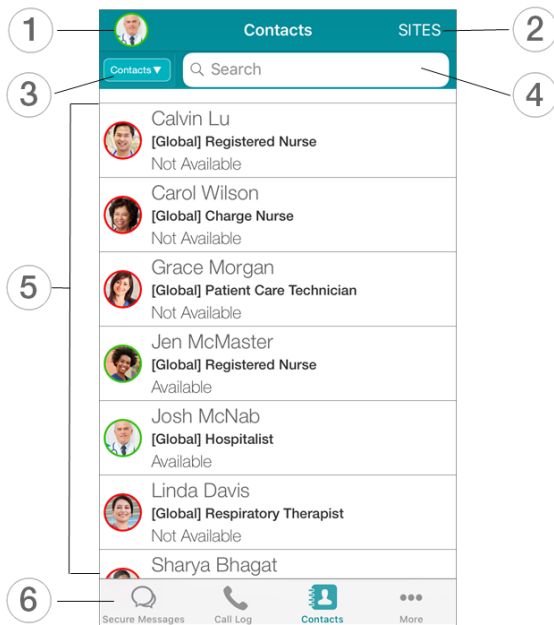 1
Contacts
SITES
2
3
Contacts▼
Search
4
Calvin Lu
[Global] Registered Nurse
Not Available
Carol Wilson
[Global] Charge Nurse
Not Available
5
Grace Morgan
[Global] Patient Care Technician
Not Available
Jen McMaster
[Global] Registered Nurse
Available
Josh McNab
[Global] Hospitalist
Available
Linda Davis
[Global] Respiratory Therapist
Not Available
Sharya Bhagat
6
Secure Messages
Call Log
Contacts
More